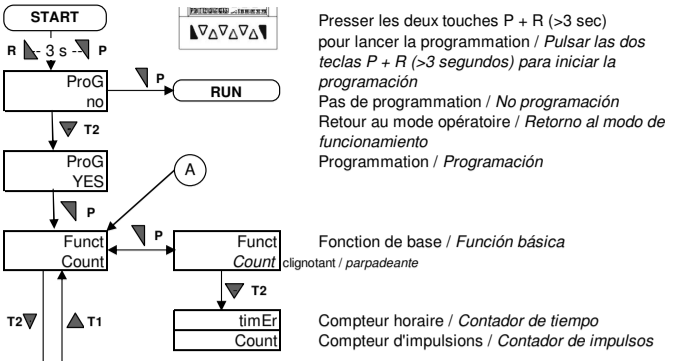 START
R 3 s P
ProG
no
P
RUN
T2
ProG
YES
A
P
Funct
Count
P
Funct
Count clignotant / parpadeante
T2
T2 T1
timEr
Count
Presser les deux touches P + R (>3 sec)
pour lancer la programmation / Pulsar las dos
teclas P + R (>3 segundos) para iniciar la
programación
Pas de programmation / No programación
Retour au mode opératoire / Retorno al modo de
funcionamiento
Programmation / Programación
Fonction de base / Función básica
Compteur horaire / Contador de tiempo
Compteur d'impulsions / Contador de impulsos